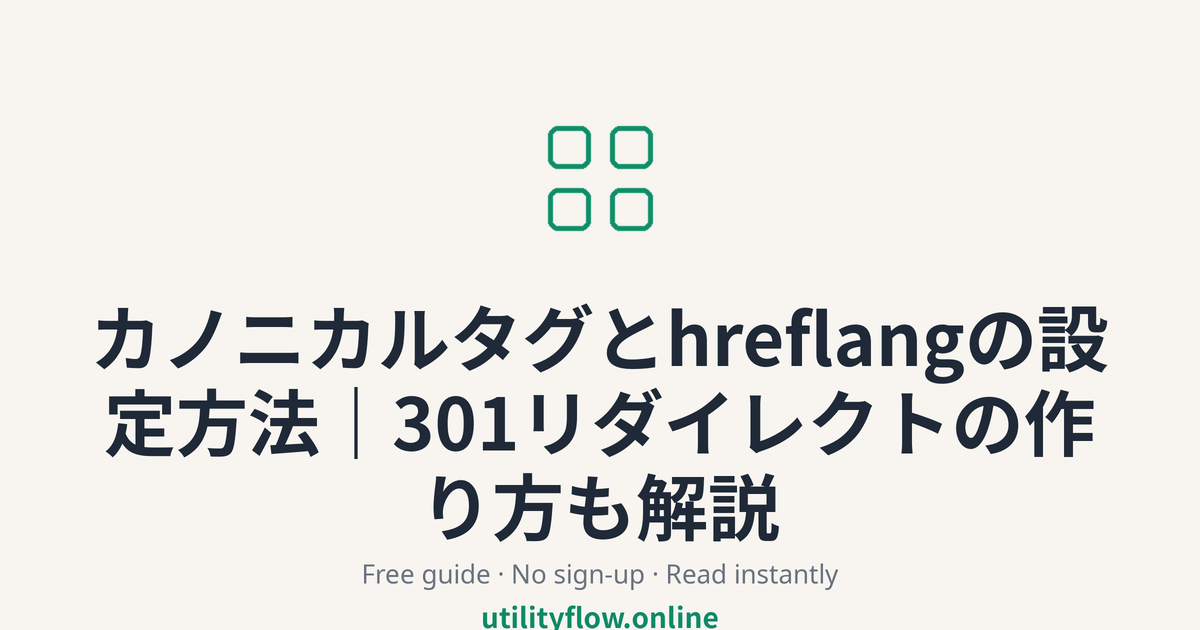 カノニカルタグとhreflangの設
定方法｜301リダイレクトの作
り方も解説
Free guide · No sign-up · Read instantly
utilityflow.online